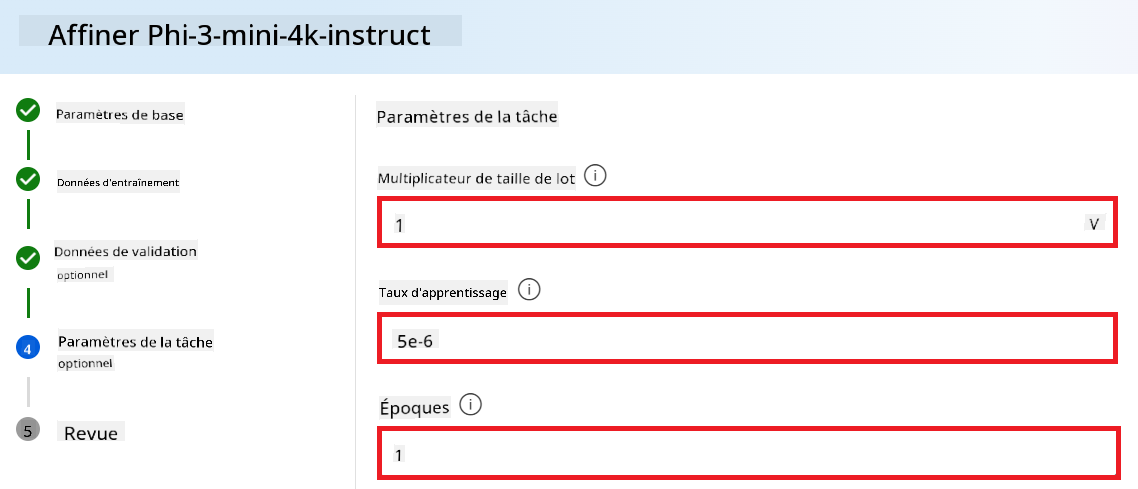 Affiner Phi-3-mini-4k-instruct
Paramètres de base
Données d'entraînement
Données de validation
optionnel
4
Paramètres de la tâche
optionnel
5
Revue
Paramètres de la tâche
Multiplicateur de taille de lot i
1 V
Taux d'apprentissage i
5e-6
Époques i
1